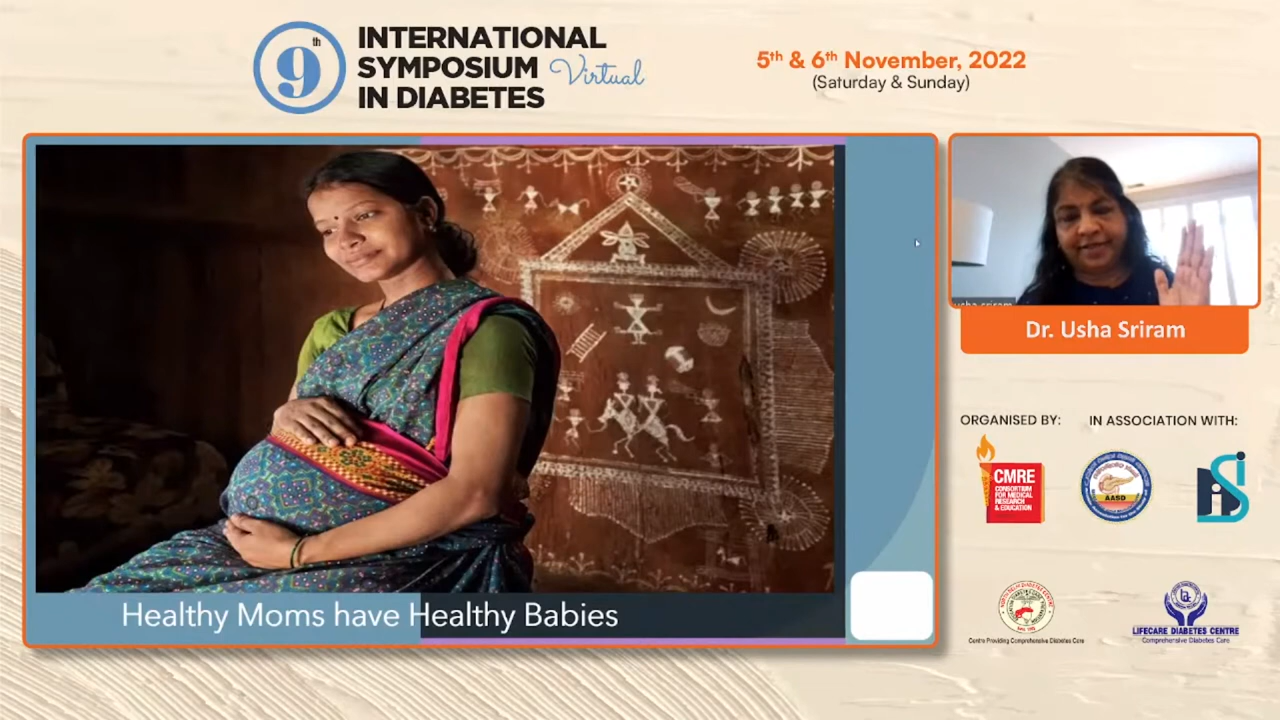 9th
INTERNATIONAL
SYMPOSIUM Virtual
IN DIABETES
5th & 6th November, 2022
(Saturday & Sunday)
Healthy Moms have Healthy Babies
usha sriram
Dr. Usha Sriram
ORGANISED BY:
IN ASSOCIATION WITH:
CMRE
CONSORTIUM
FOR MEDICAL
RESEARCH
& EDUCATION
AASD
Centre Providing Comprehensive Diabetes Care
LIFECARE DIABETES CENTRE
Comprehensive Diabetes Care